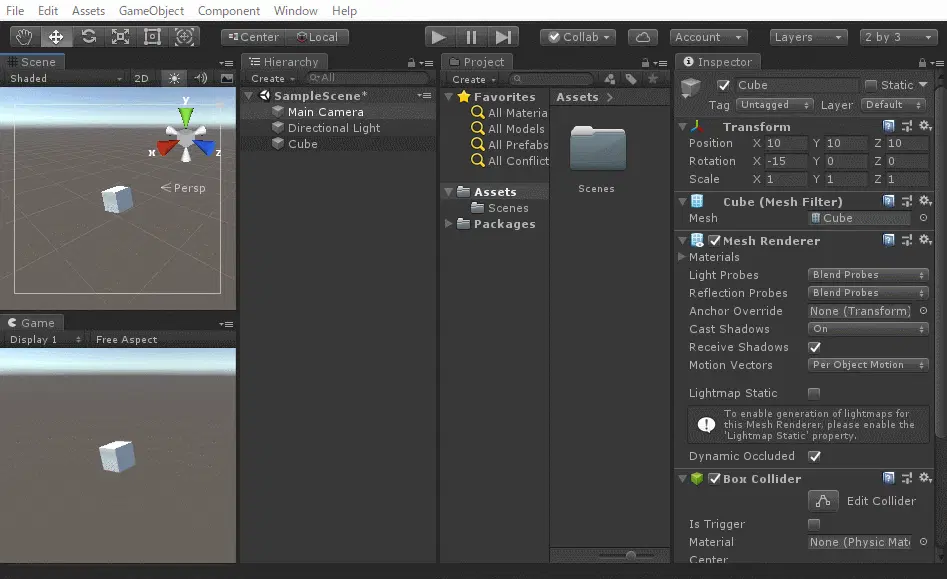 File Edit Assets GameObject Component Window Help
Center Local Collab Account Layers 2 by 3
Scene
Shaded 2D
y
x
z
Persp
Game
Display 1 Free Aspect
Hierarchy
Create All
SampleScene*
Main Camera
Directional Light
Cube
Project
Create
Favorites
All Materia
All Models
All Prefabs
All Conflict
Assets
Scenes
Packages
Assets
Scenes
Inspector
Cube Static
Tag Untagged Layer Default
Transform
Position X 10 Y 10 Z 10
Rotation X -15 Y 0 Z 0
Scale X 1 Y 1 Z 1
Cube (Mesh Filter)
Mesh Cube
Mesh Renderer
Materials
Light Probes Blend Probes
Reflection Probes Blend Probes
Anchor Override None (Transform)
Cast Shadows On
Receive Shadows
Motion Vectors Per Object Motion
Lightmap Static
To enable generation of lightmaps for
this Mesh Renderer, please enable the
'Lightmap Static' property.
Dynamic Occluded
Box Collider
Edit Collider
Is Trigger
Material None (Physic Mat
Center